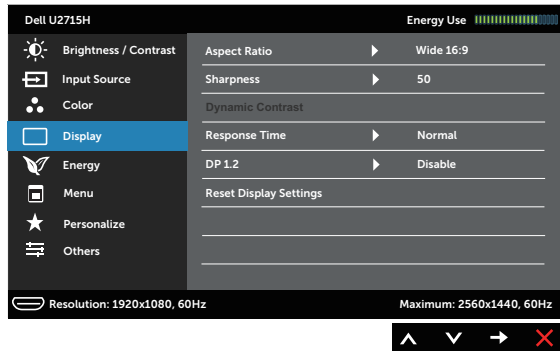 Dell U2715H Energy Use
Brightness / Contrast
Input Source
Color
Display
Energy
Menu
Personalize
Others
Aspect Ratio Wide 16:9
Sharpness 50
Dynamic Contrast
Response Time Normal
DP 1.2 Disable
Reset Display Settings
Resolution: 1920x1080, 60Hz Maximum: 2560x1440, 60Hz